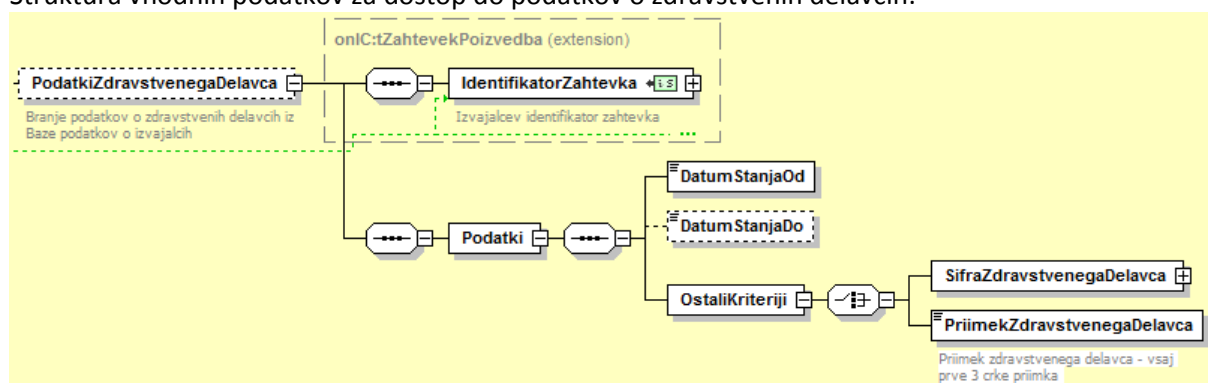 Struktura vhodnih podatkov za dostop do podatkov o zdravstvenih delavcih:
onIC:tZahtevekPoizvedba (extension)
PodatkiZdravstvenegaDelavca
IdentifikatorZahtevka
Branje podatkov o zdravstvenih delavcih iz
Baze podatkov o izvajalcih
Izvajalcev identifikator zahtevka
DatumStanjaOd
DatumStanjaDo
Podatki
OstaliKriteriji
SifraZdravstvenegaDelavca
PriimekZdravstvenegaDelavca
Priimek zdravstvenega delavca - vsaj
prve 3 crke priimka